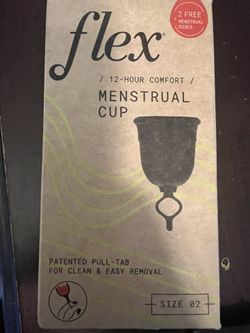 flex®
2 FREE
MENSTRUAL
DISCS
/ 12-HOUR COMFORT /
MENSTRUAL
CUP
PATENTED PULL-TAB
FOR CLEAN & EASY REMOVAL
SIZE 02